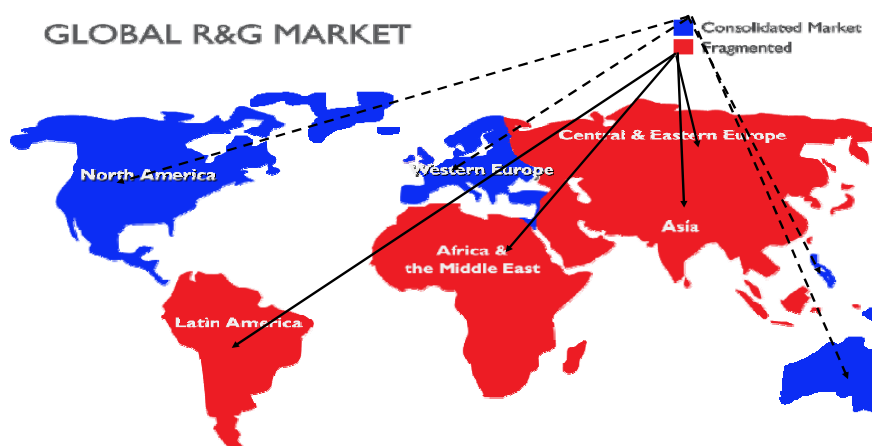 GLOBAL R&G MARKET
Consolidated Market
Fragmented
Central & Eastern Europe
North America
Western Europe
Asia
Africa &
the Middle East
Latin America